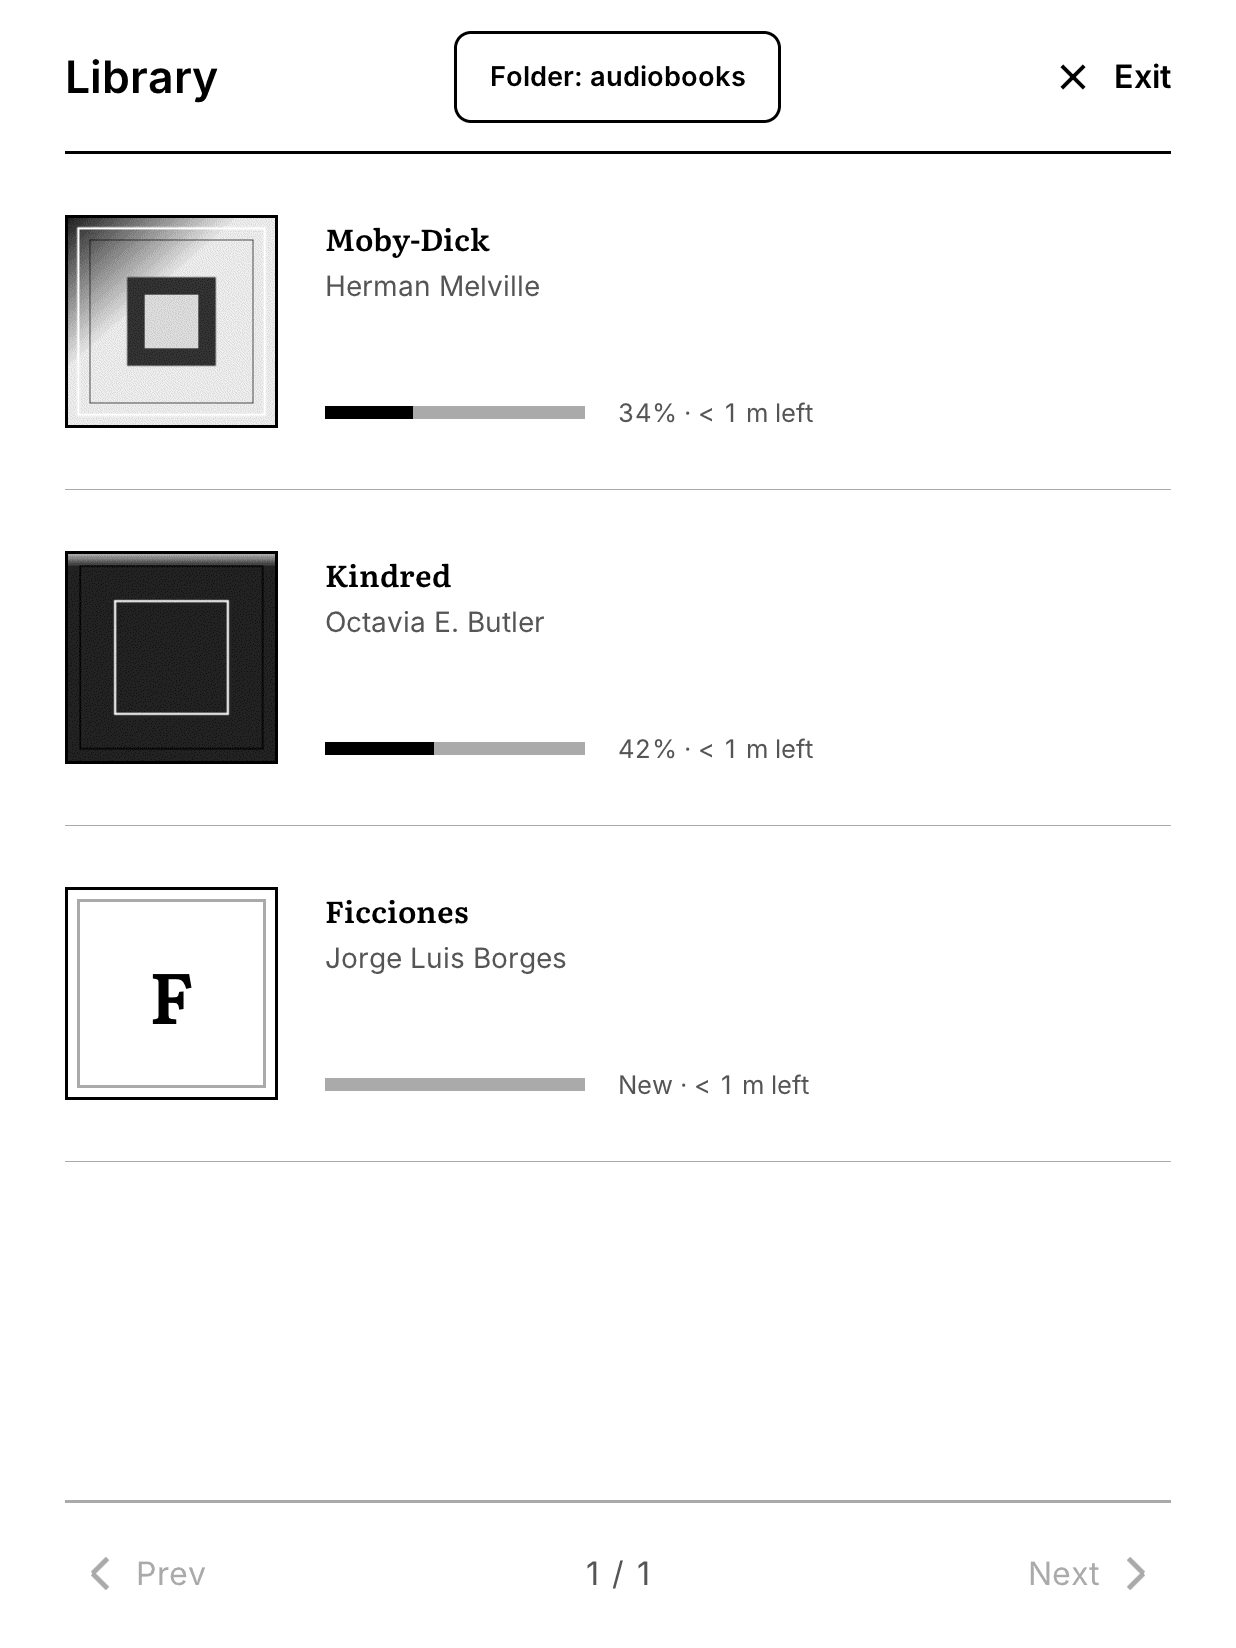 Library
Folder: audiobooks
Exit
Moby-Dick
Herman Melville
34% · < 1 m left
Kindred
Octavia E. Butler
42% · < 1 m left
F
Ficciones
Jorge Luis Borges
New · < 1 m left
Prev
1 / 1
Next